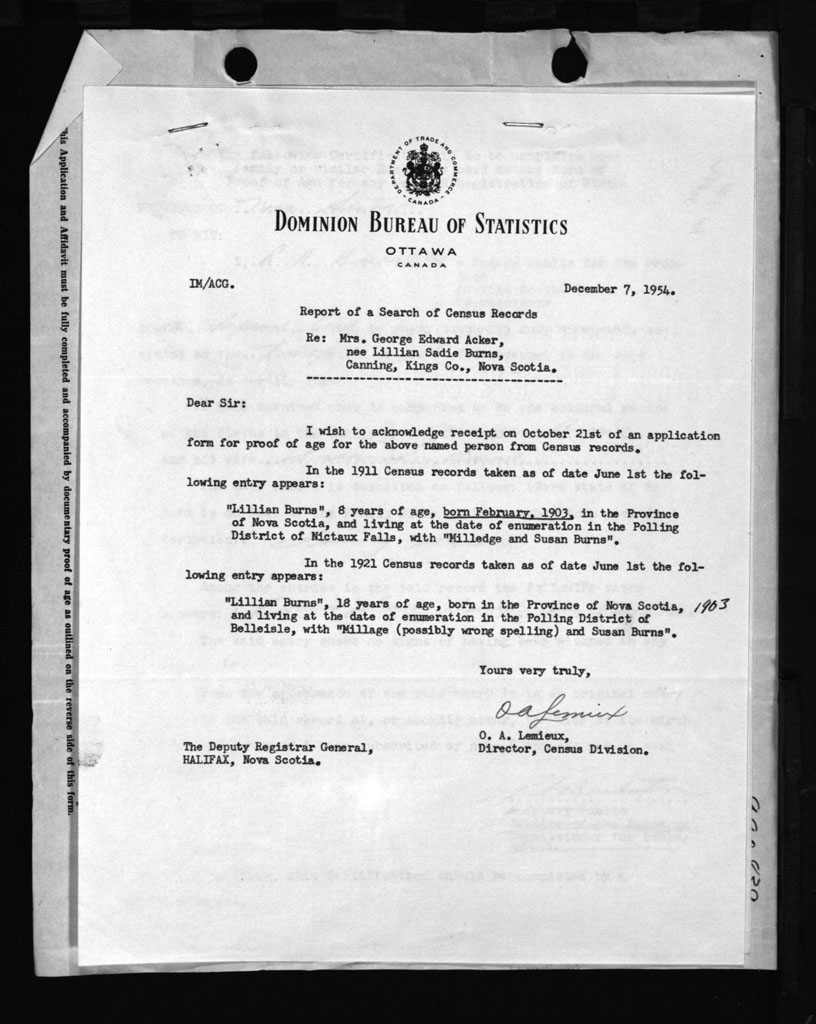 DEPARTMENT OF TRADE AND COMMERCE
CANADA
DOMINION BUREAU OF STATISTICS
OTTAWA
CANADA
IM/ACG.
December 7, 1954.
Report of a Search of Census Records
Re: Mrs. George Edward Acker,
nee Lillian Sadie Burns,
Canning, Kings Co., Nova Scotia.
Dear Sir:
I wish to acknowledge receipt on October 21st of an application
form for proof of age for the above named person from Census records.
In the 1911 Census records taken as of date June 1st the fol-
lowing entry appears:
"Lillian Burns", 8 years of age, born February, 1903, in the Province
of Nova Scotia, and living at the date of enumeration in the Polling
District of Nictaux Falls, with "Milledge and Susan Burns".
In the 1921 Census records taken as of date June 1st the fol-
lowing entry appears:
"Lillian Burns", 18 years of age, born in the Province of Nova Scotia, 1903
and living at the date of enumeration in the Polling District of
Belleisle, with "Millage (possibly wrong spelling) and Susan Burns".
Yours very truly,
O A Lemieux
O. A. Lemieux,
Director, Census Division.
The Deputy Registrar General,
HALIFAX, Nova Scotia.
his Application and Affidavit must be fully completed and accompanied by documentary proof of age as outlined on the reverse side of this form.